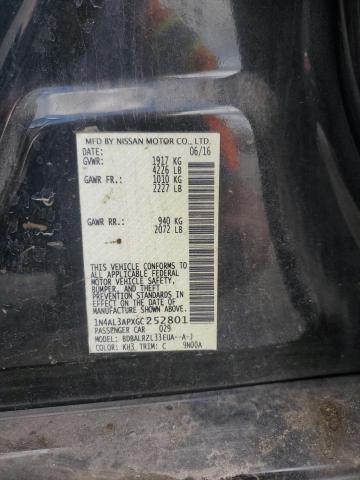 MFD BY NISSAN MOTOR CO., LTD.
DATE: 06/16
GVWR: 1917 KG
4226 LB
GAWR FR.: 1010 KG
2227 LB
GAWR RR.: 940 KG
2072 LB
THIS VEHICLE CONFORMS TO
ALL APPLICABLE FEDERAL
MOTOR VEHICLE SAFETY,
BUMPER, AND THEFT
PREVENTION STANDARDS IN
EFFECT ON THE DATE OF
MANUFACTURE SHOWN ABOVE.
1N4AL3APXGC252801
PASSENGER CAR 029
MODEL: BDBALRZL33EUA--A-J
COLOR: KH3 TRIM: C 9N00A